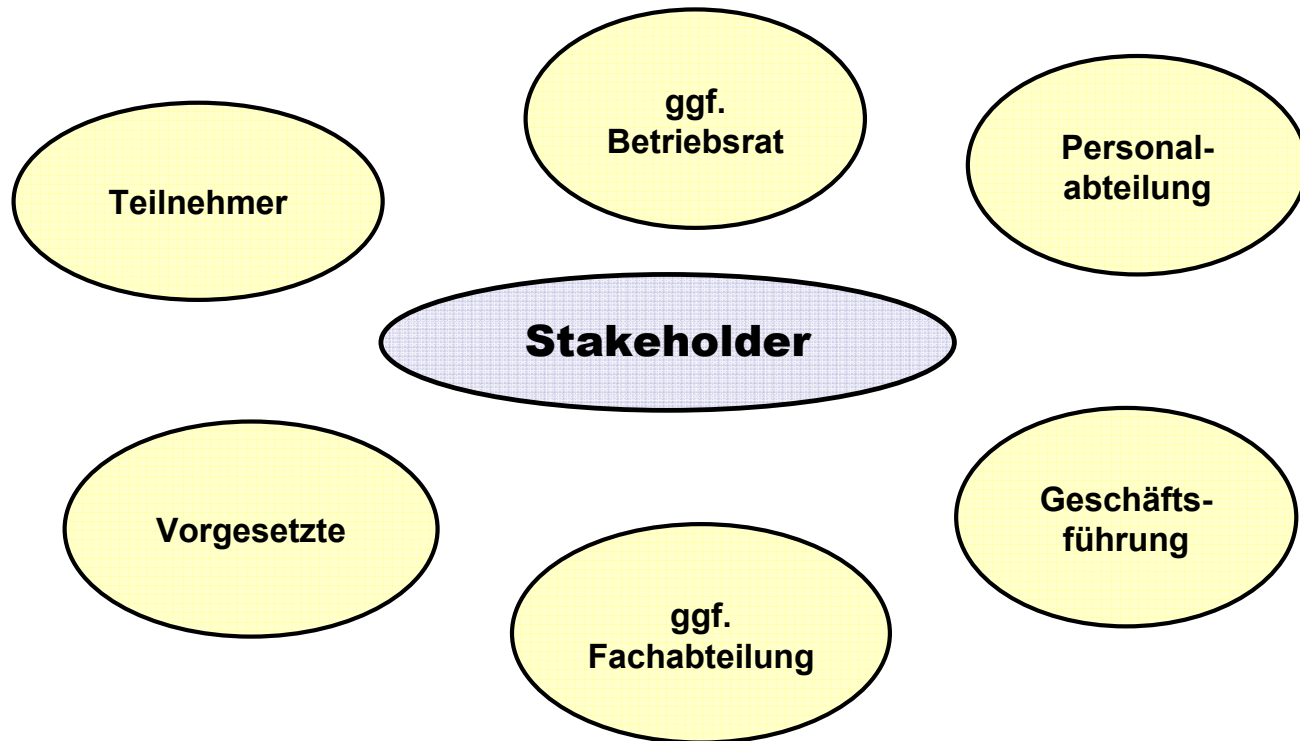 ggf.
Betriebsrat
Personal-
abteilung
Teilnehmer
Stakeholder
Vorgesetzte
Geschäfts-
führung
ggf.
Fachabteilung